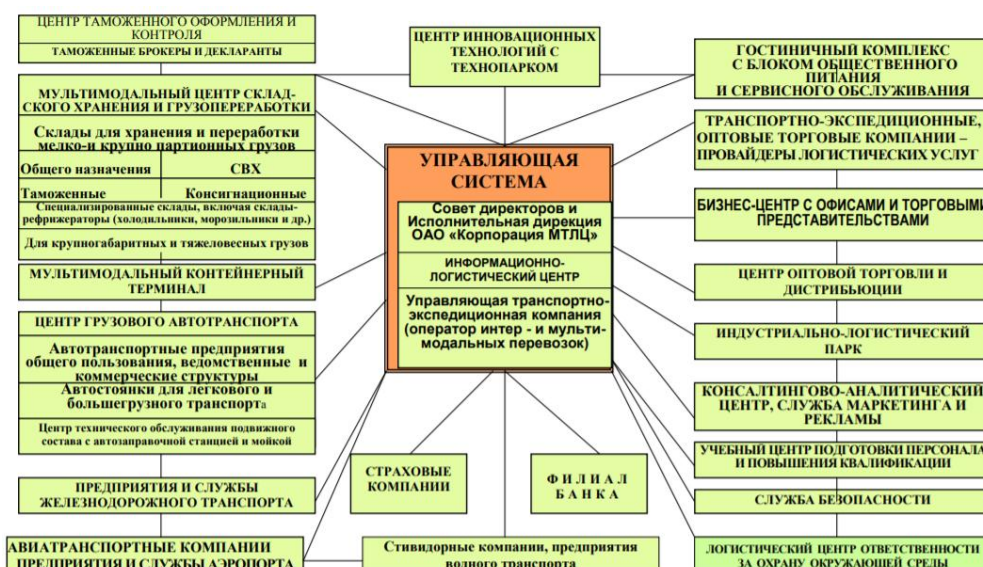 ЦЕНТР ТАМОЖЕННОГО ОФОРМЛЕНИЯ И
КОНТРОЛЯ
ТАМОЖЕННЫЕ БРОКЕРЫ И ДЕКЛАРАНТЫ
МУЛЬТИМОДАЛЬНЫЙ ЦЕНТР СКЛАД-
СКОГО ХРАНЕНИЯ И ГРУЗОПЕРЕРАБОТКИ
Склады для хранения и переработки
мелко-и крупно партионных грузов
Общего назначения СВХ
Таможенные Консигнационные
Специализированные склады, включая склады-
рефрижераторы (холодильники, морозильники и др.)
Для крупногабаритных и тяжеловесных грузов
МУЛЬТИМОДАЛЬНЫЙ КОНТЕЙНЕРНЫЙ
ТЕРМИНАЛ
ЦЕНТР ГРУЗОВОГО АВТОТРАНСПОРТА
Автотранспортные предприятия
общего пользования, ведомственные и
коммерческие структуры
Автостоянки для легкового и
большегрузного транспорта
Центр технического обслуживания подвижного
состава с автозаправочной станцией и мойкой
ПРЕДПРИЯТИЯ И СЛУЖБЫ
ЖЕЛЕЗНОДОРОЖНОГО ТРАНСПОРТА
АВИАТРАНСПОРТНЫЕ КОМПАНИИ
ПРЕДПРИЯТИЯ И СЛУЖБЫ АЭРОПОРТА
ЦЕНТР ИННОВАЦИОННЫХ
ТЕХНОЛОГИЙ С
ТЕХНОПАРКОМ
УПРАВЛЯЮЩАЯ
СИСТЕМА
Совет директоров и
Исполнительная дирекция
ОАО «Корпорация МТЛЦ»
ИНФОРМАЦИОННО-
ЛОГИСТИЧЕСКИЙ ЦЕНТР
Управляющая транспортно-
экспедиционная компания
(оператор интер - и мульти-
модальных перевозок)
СТРАХОВЫЕ
КОМПАНИИ
Ф И Л И А Л
Б А Н К А
Стивидорные компании, предприятия
водного транспорта
ГОСТИНИЧНЫЙ КОМПЛЕКС
С БЛОКОМ ОБЩЕСТВЕННОГО
ПИТАНИЯ
И СЕРВИСНОГО ОБСЛУЖИВАНИЯ
ТРАНСПОРТНО-ЭКСПЕДИЦИОННЫЕ,
ОПТОВЫЕ ТОРГОВЫЕ КОМПАНИИ –
ПРОВАЙДЕРЫ ЛОГИСТИЧЕСКИХ УСЛУГ
БИЗНЕС-ЦЕНТР С ОФИСАМИ И ТОРГОВЫМИ
ПРЕДСТАВИТЕЛЬСТВАМИ
ЦЕНТР ОПТОВОЙ ТОРГОВЛИ И
ДИСТРИБЬЮЦИИ
ИНДУСТРИАЛЬНО-ЛОГИСТИЧЕСКИЙ
ПАРК
КОНСАЛТИНГОВО-АНАЛИТИЧЕСКИЙ
ЦЕНТР, СЛУЖБА МАРКЕТИНГА И
РЕКЛАМЫ
УЧЕБНЫЙ ЦЕНТР ПОДГОТОВКИ ПЕРСОНАЛА
И ПОВЫШЕНИЯ КВАЛИФИКАЦИИ
СЛУЖБА БЕЗОПАСНОСТИ
ЛОГИСТИЧЕСКИЙ ЦЕНТР ОТВЕТСТВЕННОСТИ
ЗА ОХРАНУ ОКРУЖАЮЩЕЙ СРЕДЫ